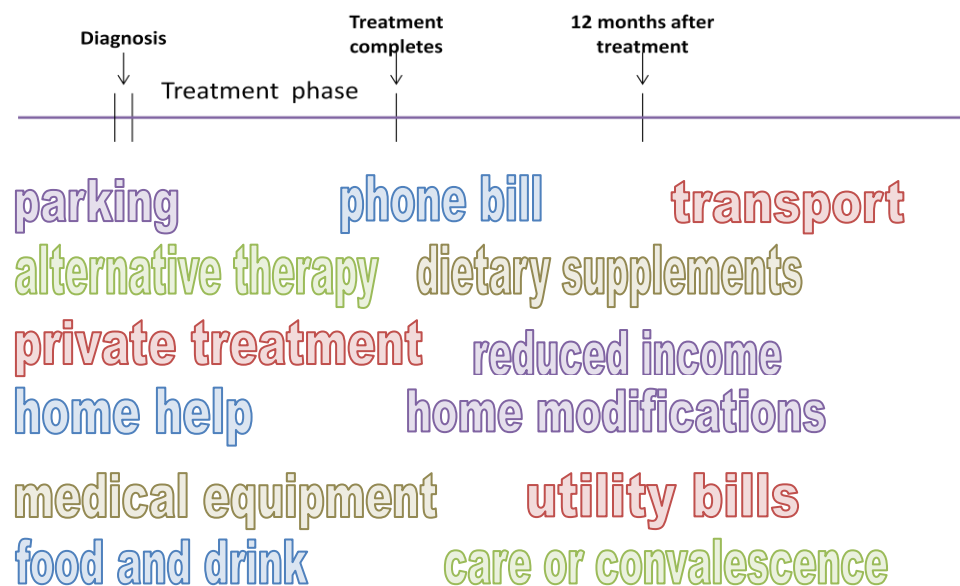 Diagnosis
Treatment completes
12 months after treatment
Treatment phase
parking
phone bill
transport
alternative therapy
dietary supplements
private treatment
reduced income
home help
home modifications
medical equipment
utility bills
food and drink
care or convalescence